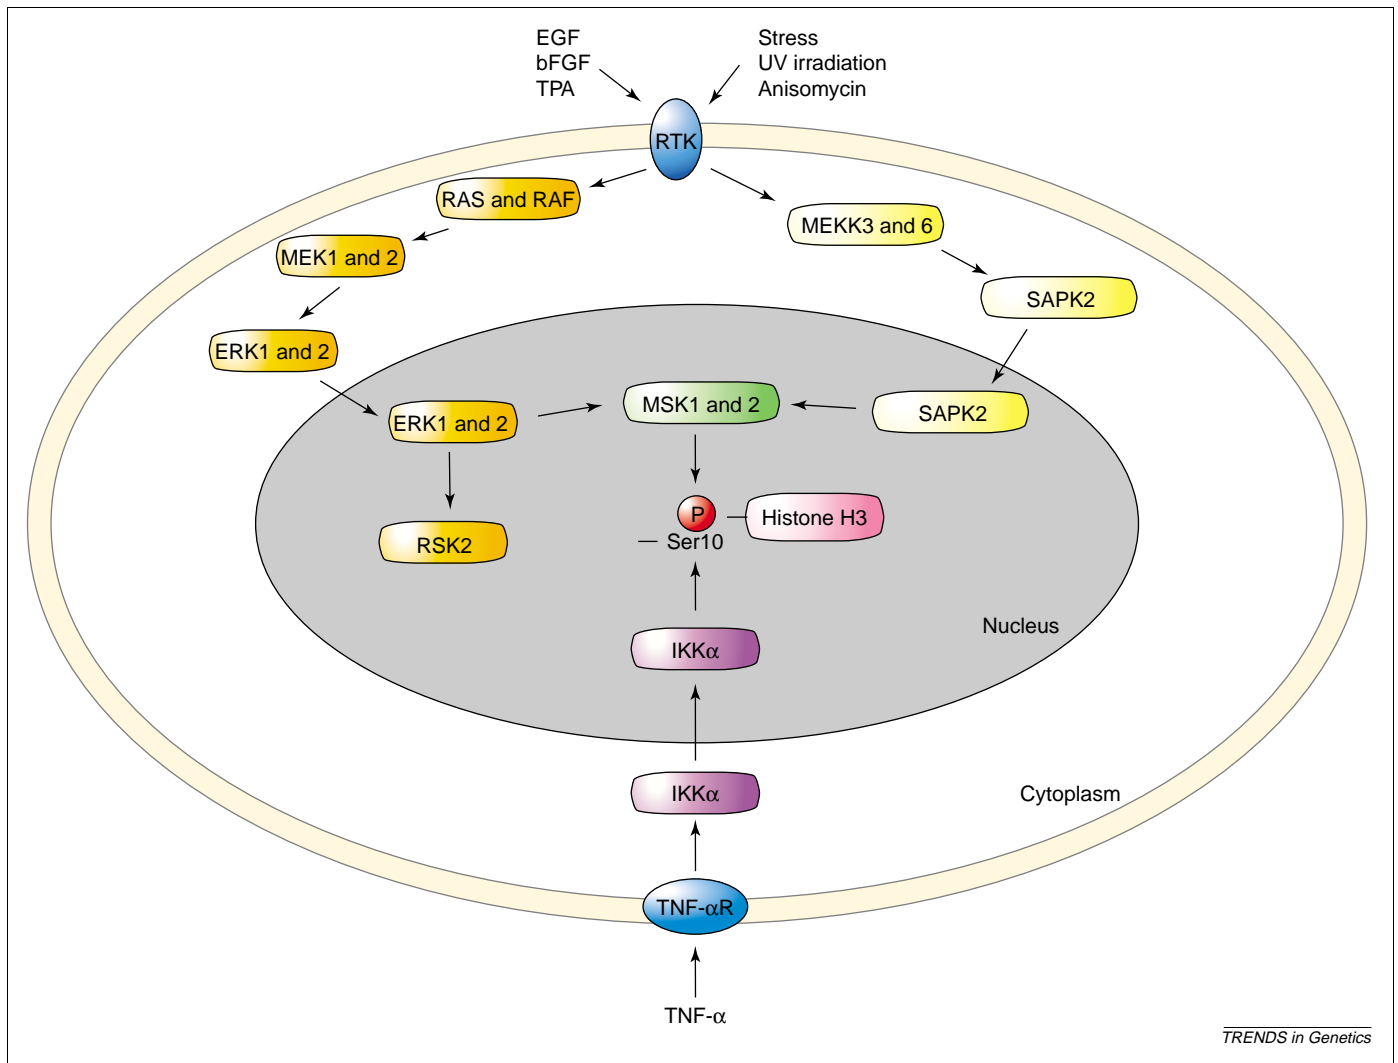 EGF
bFGF
TPA
Stress
UV irradiation
Anisomycin
RTK
RAS and RAF
MEKK3 and 6
MEK1 and 2
SAPK2
ERK1 and 2
MSK1 and 2
SAPK2
ERK1 and 2
P
Histone H3
Ser10
RSK2
Nucleus
IKKα
IKKα
Cytoplasm
TNF-αR
TNF-α
TRENDS in Genetics